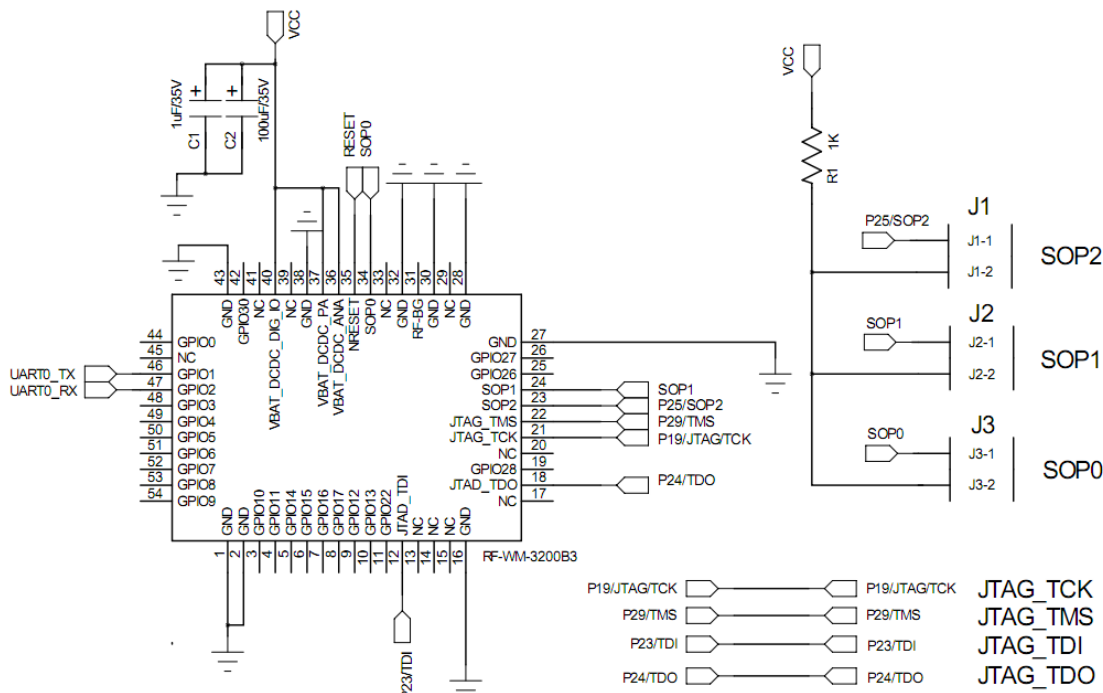 VCC
1uF/35V
C1
100uF/35V
C2
RESET
SOP0
43 42 41 40 39 38 37 36 35 34 33 32 31 30 29 28
GND
GPIO30
NC
VBAT_DCDC_DIG_IO
NC
GND
VBAT_DCDC_PA
VBAT_DCDC_ANA
NRESET
SOP0
NC
GND
RF-BG
GND
NC
GND
UART0_TX
UART0_RX
44 GPIO0
45 NC
46 GPIO1
47 GPIO2
48 GPIO3
49 GPIO4
50 GPIO5
51 GPIO6
52 GPIO7
53 GPIO8
54 GPIO9
GND 27
GPIO27 26
GPIO26 25
SOP1 24 SOP1
SOP2 23 P25/SOP2
JTAG_TMS 22 P29/TMS
JTAG_TCK 21 P19/JTAG/TCK
NC 20
GPIO28 19
JTAD_TDO 18 P24/TDO
NC 17
GND
GND
GPIO10
GPIO11
GPIO14
GPIO15
GPIO16
GPIO17
GPIO12
GPIO13
GPIO22
JTAD_TDI
NC
NC
NC
GND
1 2 3 4 5 6 7 8 9 10 11 12 13 14 15 16
RF-WM-3200B3
P23/TDI
VCC
1K
R1
J1
P25/SOP2
J1-1
J1-2
SOP2
J2
SOP1
J2-1
J2-2
SOP1
J3
SOP0
J3-1
J3-2
SOP0
P19/JTAG/TCK P19/JTAG/TCK JTAG_TCK
P29/TMS P29/TMS JTAG_TMS
P23/TDI P23/TDI JTAG_TDI
P24/TDO P24/TDO JTAG_TDO